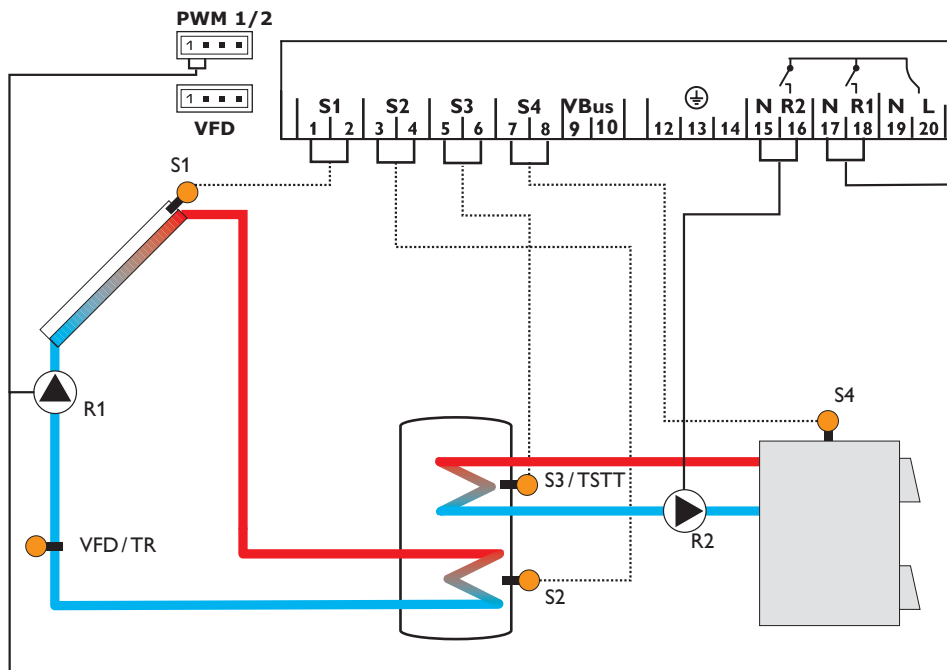 PWM 1/2
1
1
VFD
S1 S2 S3 S4 VBus N R2 N R1 N L
1 2 3 4 5 6 7 8 9 10 12 13 14 15 16 17 18 19 20
S1
R1
S4
S3 / TSTT
R2
VFD / TR
S2